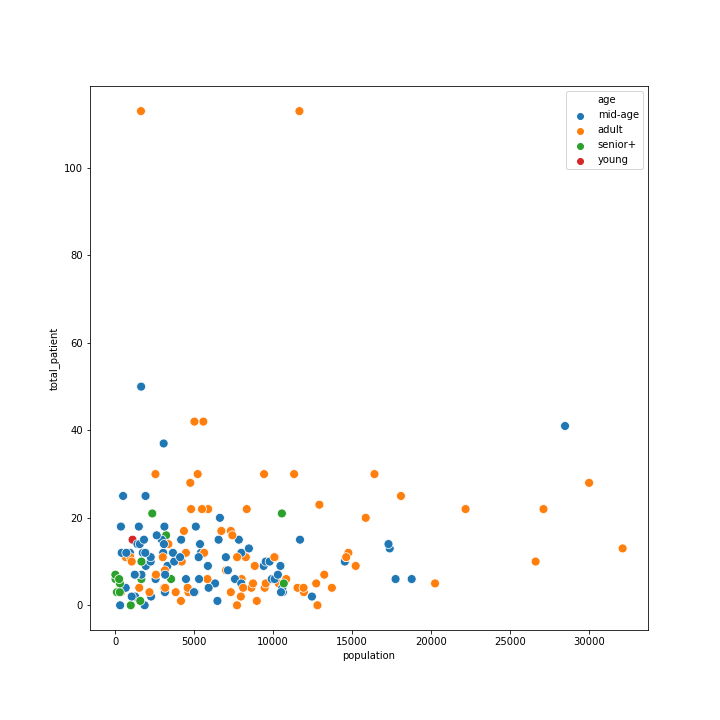 age
mid-age
adult
senior+
young
100
80
60
40
20
0
total_patient
0 5000 10000 15000 20000 25000 30000
population